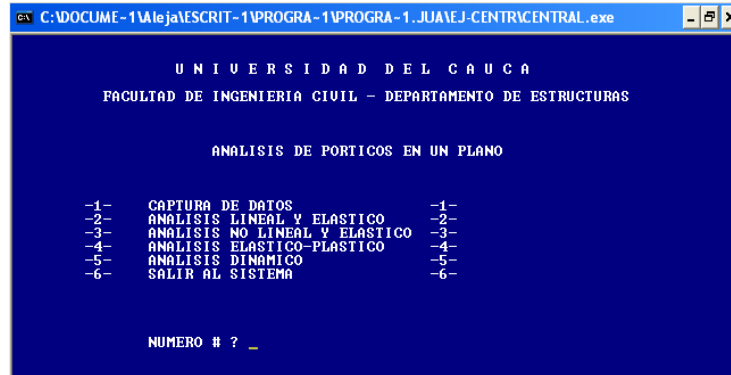 C:\DOCUME~1\Aleja\ESCRIT~1\PROGRA~1\PROGRA~1.JUA\EJ-CENTR\CENTRAL.exe
U N I V E R S I D A D D E L C A U C A
FACULTAD DE INGENIERIA CIVIL - DEPARTAMENTO DE ESTRUCTURAS
ANALISIS DE PORTICOS EN UN PLANO
-1- CAPTURA DE DATOS -1-
-2- ANALISIS LINEAL Y ELASTICO -2-
-3- ANALISIS NO LINEAL Y ELASTICO -3-
-4- ANALISIS ELASTICO-PLASTICO -4-
-5- ANALISIS DINAMICO -5-
-6- SALIR AL SISTEMA -6-
NUMERO # ? _